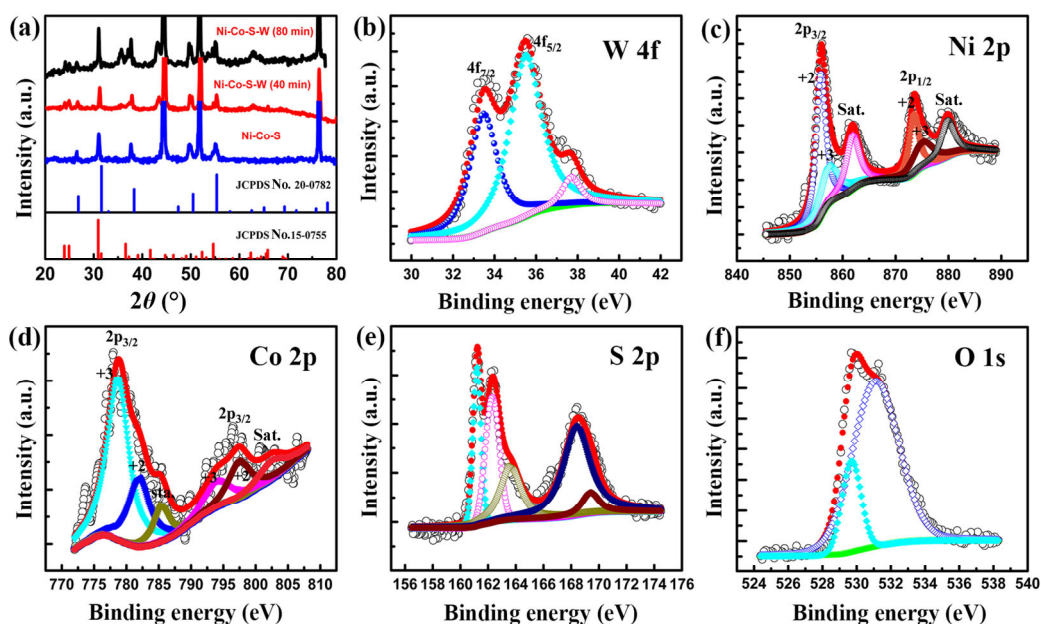 (a)
Ni-Co-S-W (80 min)
Ni-Co-S-W (40 min)
Ni-Co-S
JCPDS No. 20-0782
JCPDS No.15-0755
Intensity (a.u.)
20 30 40 50 60 70 80
2θ (°)
(b)
W 4f
4f7/2
4f5/2
Intensity (a.u.)
30 32 34 36 38 40 42
Binding energy (eV)
(c)
Ni 2p
2p3/2
+2
+3
Sat.
2p1/2
+2
+3
Sat.
Intensity (a.u.)
840 850 860 870 880 890
Binding energy (eV)
(d)
Co 2p
2p3/2
+3
+2
sta.
2p3/2
+3
+2
Sat.
Intensity (a.u.)
770 775 780 785 790 795 800 805 810
Binding energy (eV)
(e)
S 2p
Intensity (a.u.)
156 158 160 162 164 166 168 170 172 174 176
Binding energy (eV)
(f)
O 1s
Intensity (a.u.)
524 526 528 530 532 534 536 538 540
Binding energy (eV)